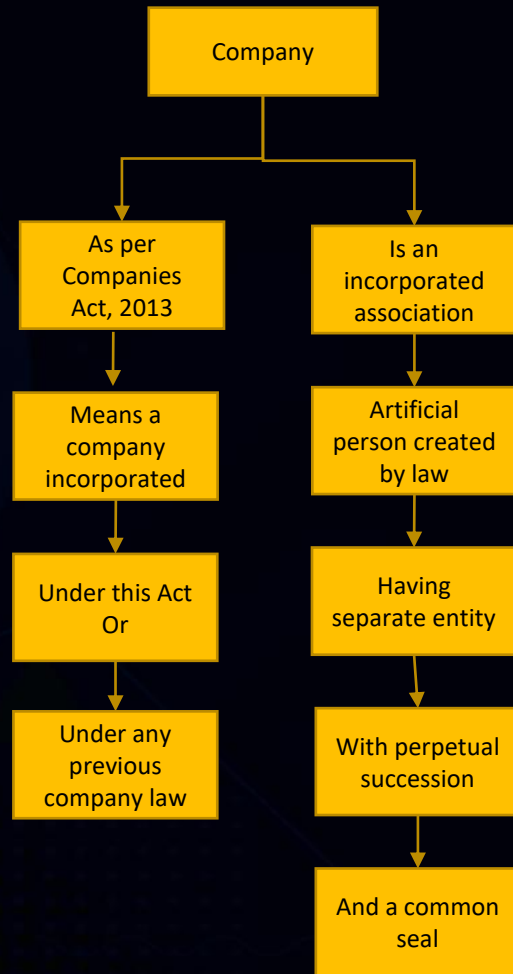 Company
As per
Companies
Act, 2013
Means a
company
incorporated
Under this Act
Or
Under any
previous
company law
Is an
incorporated
association
Artificial
person created
by law
Having
separate entity
With perpetual
succession
And a common
seal